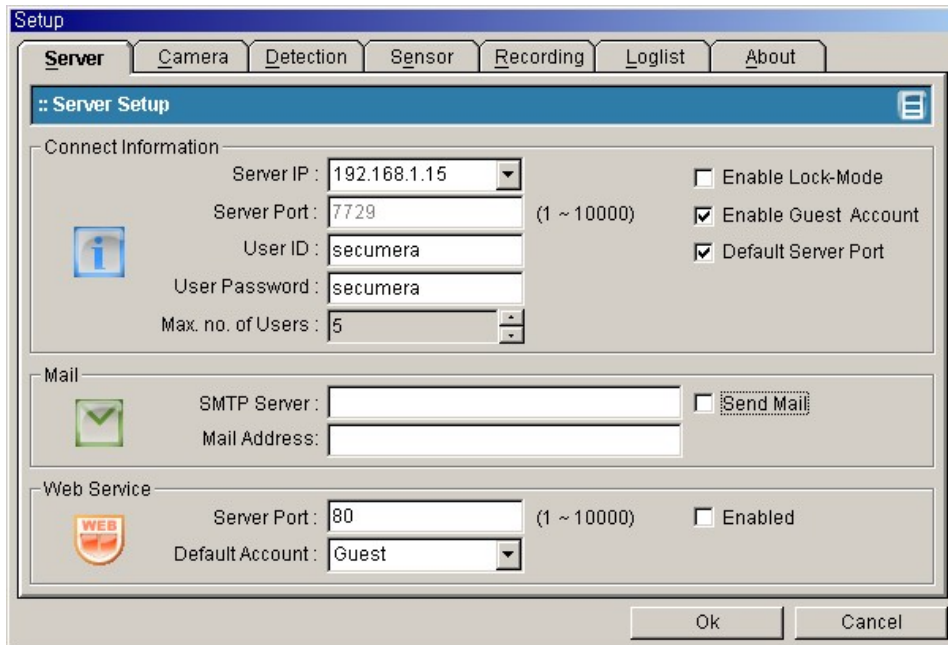 Setup
Server Camera Detection Sensor Recording Loglist About
:: Server Setup
Connect Information
Server IP : 192.168.1.15 Enable Lock-Mode
Server Port : 7729 (1 ~ 10000) Enable Guest Account
User ID : secumera Default Server Port
User Password : secumera
Max. no. of Users : 5
Mail
SMTP Server : Send Mail
Mail Address:
Web Service
WEB
Server Port : 80 (1 ~ 10000) Enabled
Default Account : Guest
Ok Cancel